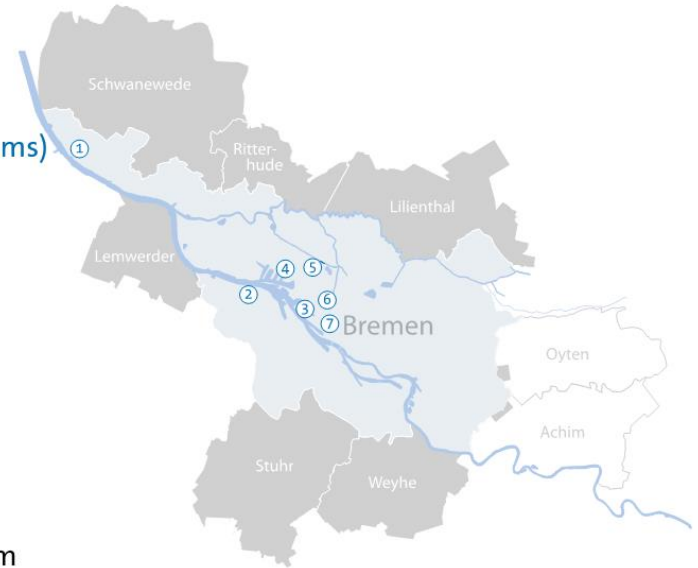 Schwanewede
ms)
①
Ritter-
hude
Lilienthal
Lemwerder
④
⑤
②
⑥
③
⑦
Bremen
Oyten
Achim
Stuhr
Weyhe
m